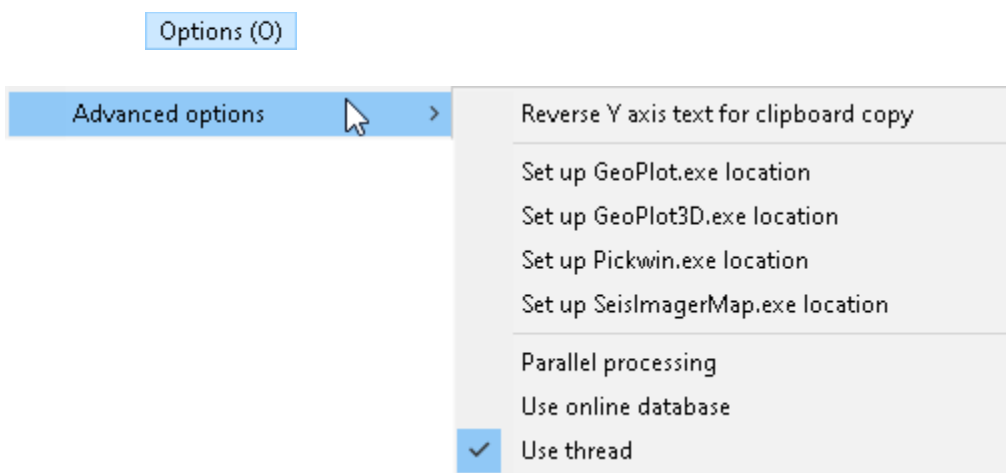 Options (O)
Advanced options
Reverse Y axis text for clipboard copy
Set up GeoPlot.exe location
Set up GeoPlot3D.exe location
Set up Pickwin.exe location
Set up SeisImagerMap.exe location
Parallel processing
Use online database
Use thread